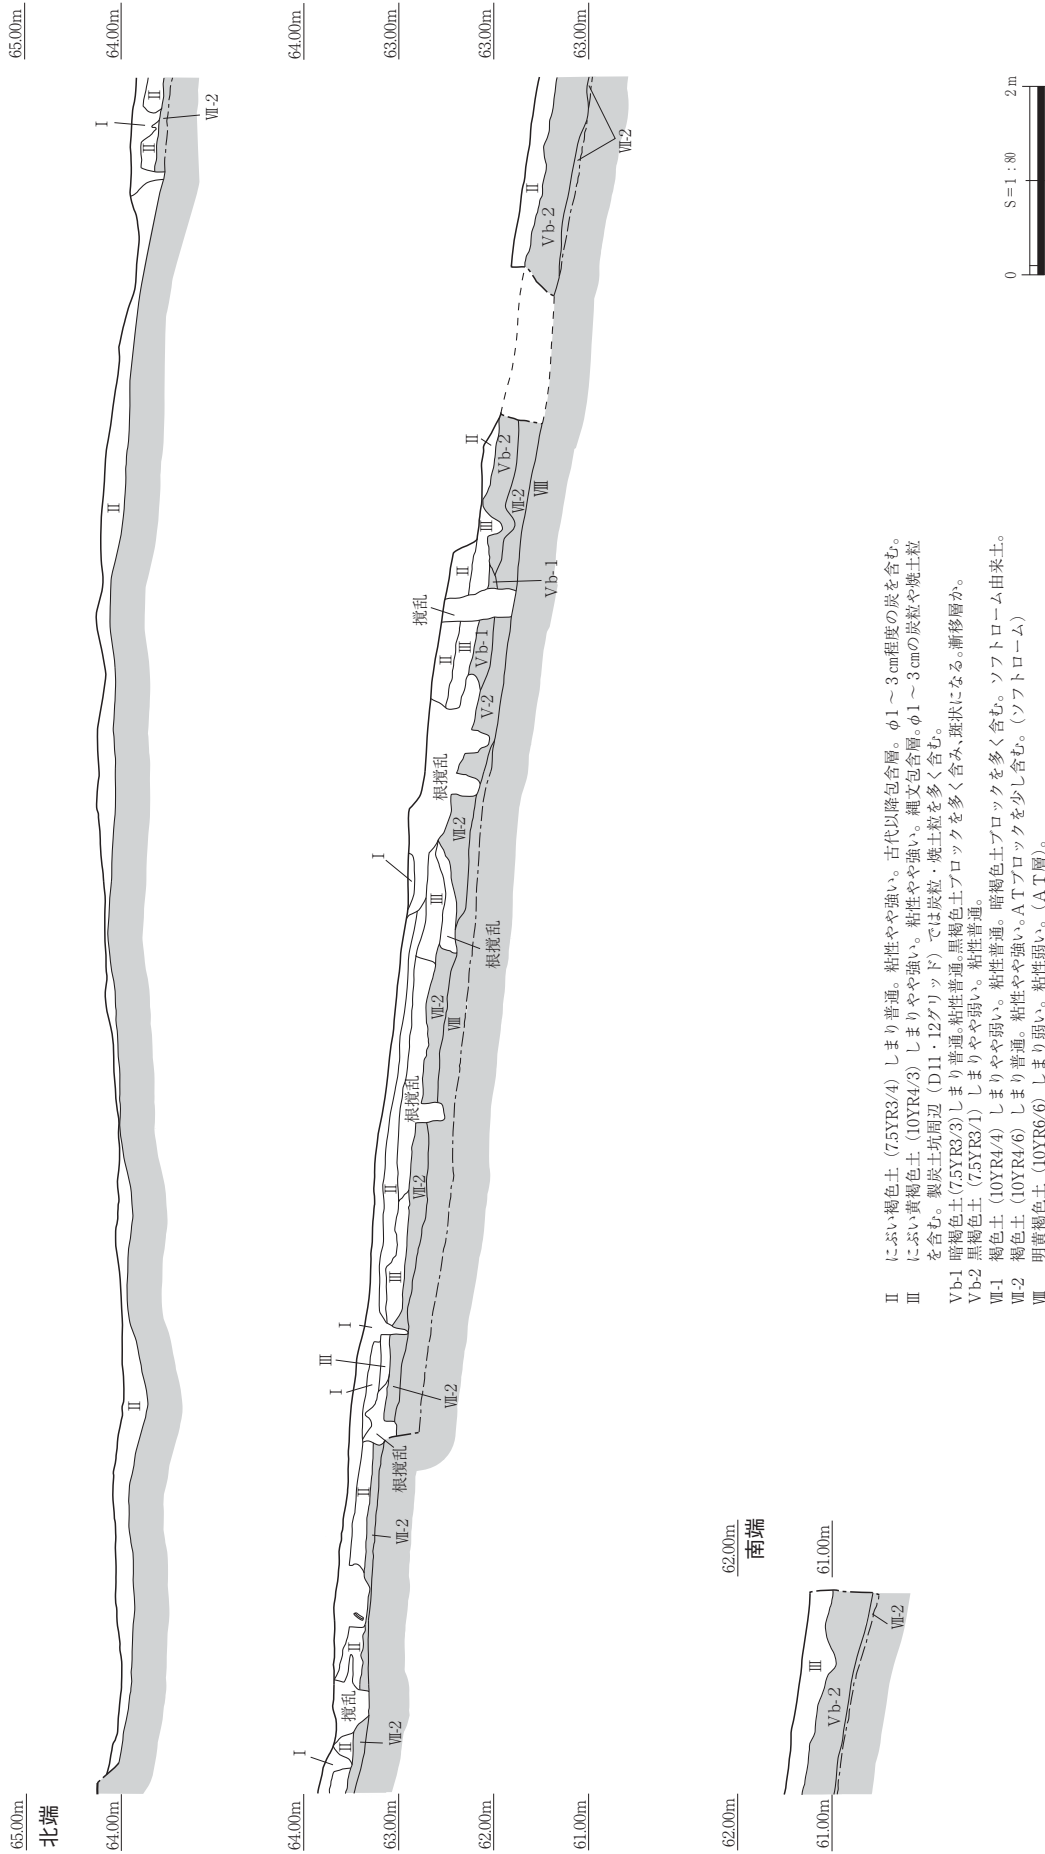 65.00m
北端
64.00m
Ⅱ
Ⅱ
Ⅱ
Ⅰ
Ⅱ
Ⅶ-2
65.00m
64.00m
64.00m
63.00m
62.00m
61.00m
Ⅰ
Ⅱ
Ⅶ-2
撹乱
Ⅱ
Ⅶ-2
Ⅱ
根撹乱
Ⅰ
Ⅲ
Ⅶ-2
Ⅰ
Ⅲ
Ⅱ
Ⅶ-2
根撹乱
Ⅶ-2
Ⅷ
根撹乱
Ⅲ
Ⅰ
Ⅶ-2
根撹乱
Ⅴ-2
Ⅱ
Ⅲ
Ⅴb-1
撹乱
Ⅱ
Ⅴb-1
Ⅲ
Ⅶ-2
Ⅷ
Ⅴb-2
Ⅱ
Ⅴb-2
Ⅱ
Ⅶ-2
64.00m
63.00m
63.00m
63.00m
62.00m
61.00m
Ⅴb-2
Ⅲ
Ⅶ-2
62.00m
南端
61.00m
Ⅱ にぶい褐色土（7.5YR3/4）しまり普通。粘性やや強い。古代以降包含層。φ1～3㎝程度の炭を含む。
Ⅲ にぶい黄褐色土（10YR4/3）しまりやや強い。粘性やや強い。縄文包含層。φ1～3㎝の炭粒や焼土粒
を含む。製炭土坑周辺（D11・12グリッド）では炭粒・焼土粒を多く含む。
Ⅴb-1 暗褐色土（7.5YR3/3）しまり普通。粘性普通。黒褐色土ブロックを多く含み、斑状になる。漸移層か。
Ⅴb-2 黒褐色土（7.5YR3/1）しまりやや弱い。粘性普通。
Ⅶ-1 褐色土（10YR4/4）しまりやや弱い。粘性普通。暗褐色土ブロックを多く含む。ソフトローム由来土。
Ⅶ-2 褐色土（10YR4/6）しまり普通。粘性やや強い。ATブロックを少し含む。（ソフトローム）
Ⅷ 明黄褐色土（10YR6/6）しまり弱い。粘性弱い。（AT層）。
0 S＝1：80 2m